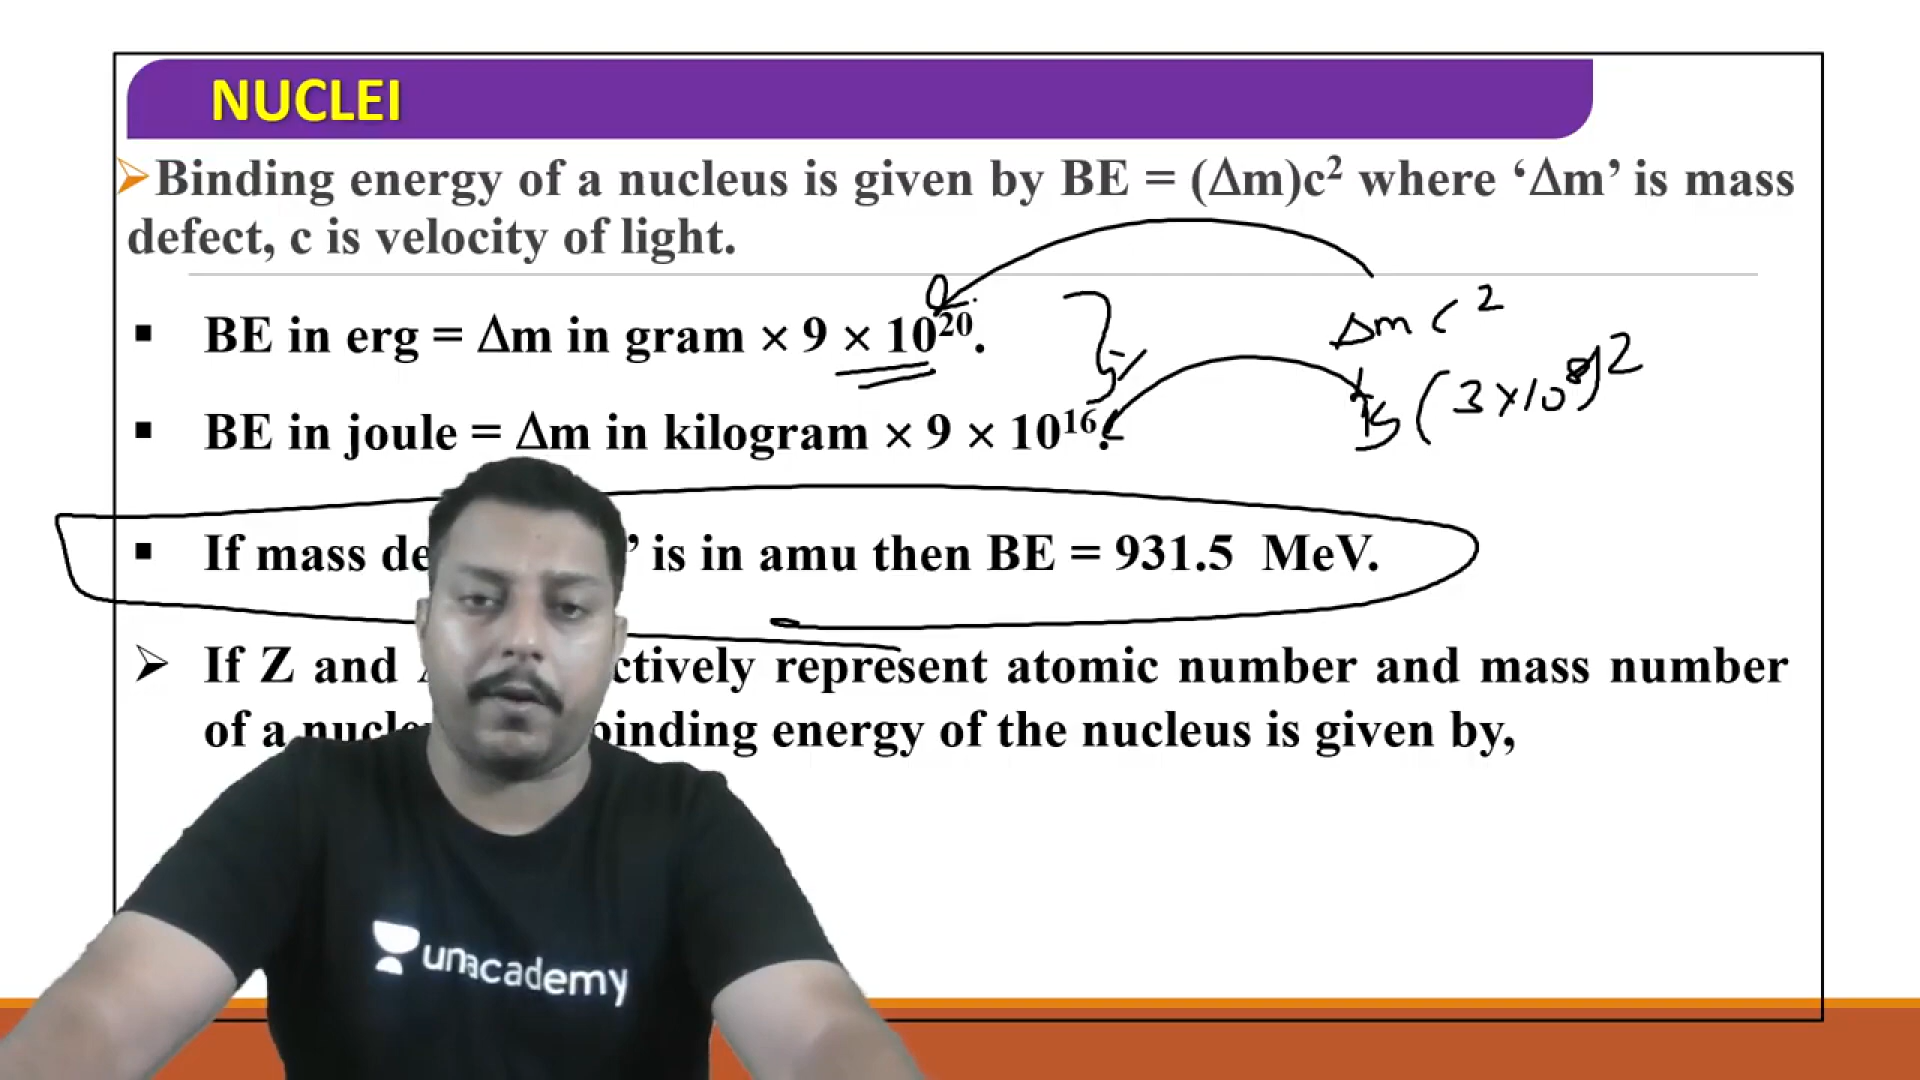 NUCLEI
➢Binding energy of a nucleus is given by BE = (Δm)c² where ‘Δm’ is mass
defect, c is velocity of light.
▪ BE in erg = Δm in gram × 9 × 10²⁰.
Δm c²
(3×10⁸)²
▪ BE in joule = Δm in kilogram × 9 × 10¹⁶.
▪ If mass de ’ is in amu then BE = 931.5 MeV.
➢ If Z and ctively represent atomic number and mass number
of a nucl binding energy of the nucleus is given by,
unacademy